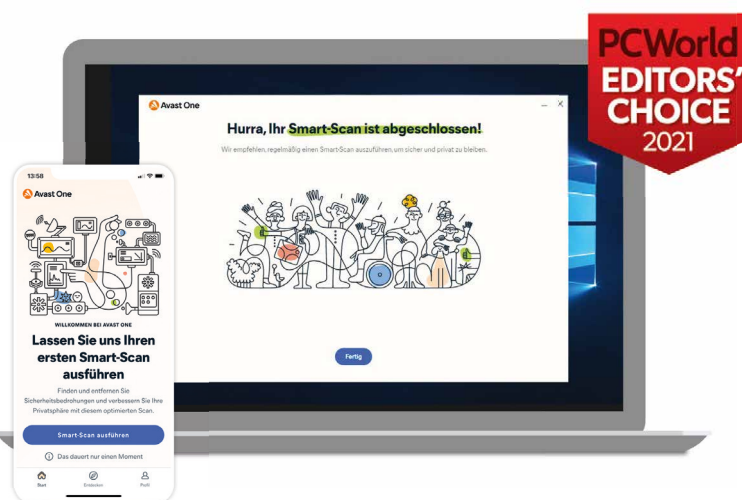 PCWorld
EDITORS'
CHOICE
2021
Avast One
Hurra, Ihr Smart-Scan ist abgeschlossen!
Wir empfehlen, regelmäßig einen Smart-Scan auszuführen, um sicher und privat zu bleiben.
Fertig
13:58
Avast One
WILLKOMMEN BEI AVAST ONE
Lassen Sie uns Ihren
ersten Smart-Scan
ausführen
Finden und entfernen Sie
Sicherheitsbedrohungen und verbessern Sie Ihre
Privatsphäre mit diesem optimierten Scan.
Smart-Scan ausführen
Das dauert nur einen Moment
Start
Entdecken
Profil